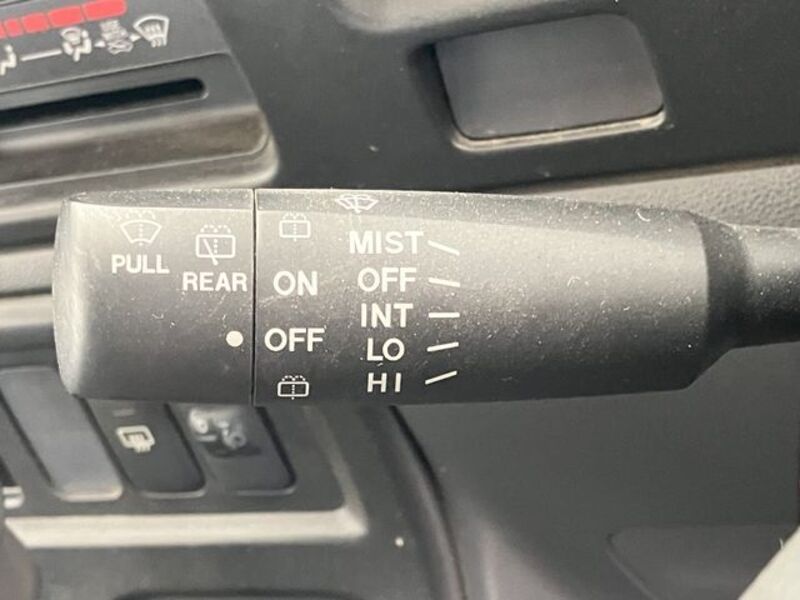 PULL
REAR
ON
OFF
MIST
OFF
INT
LO
HI